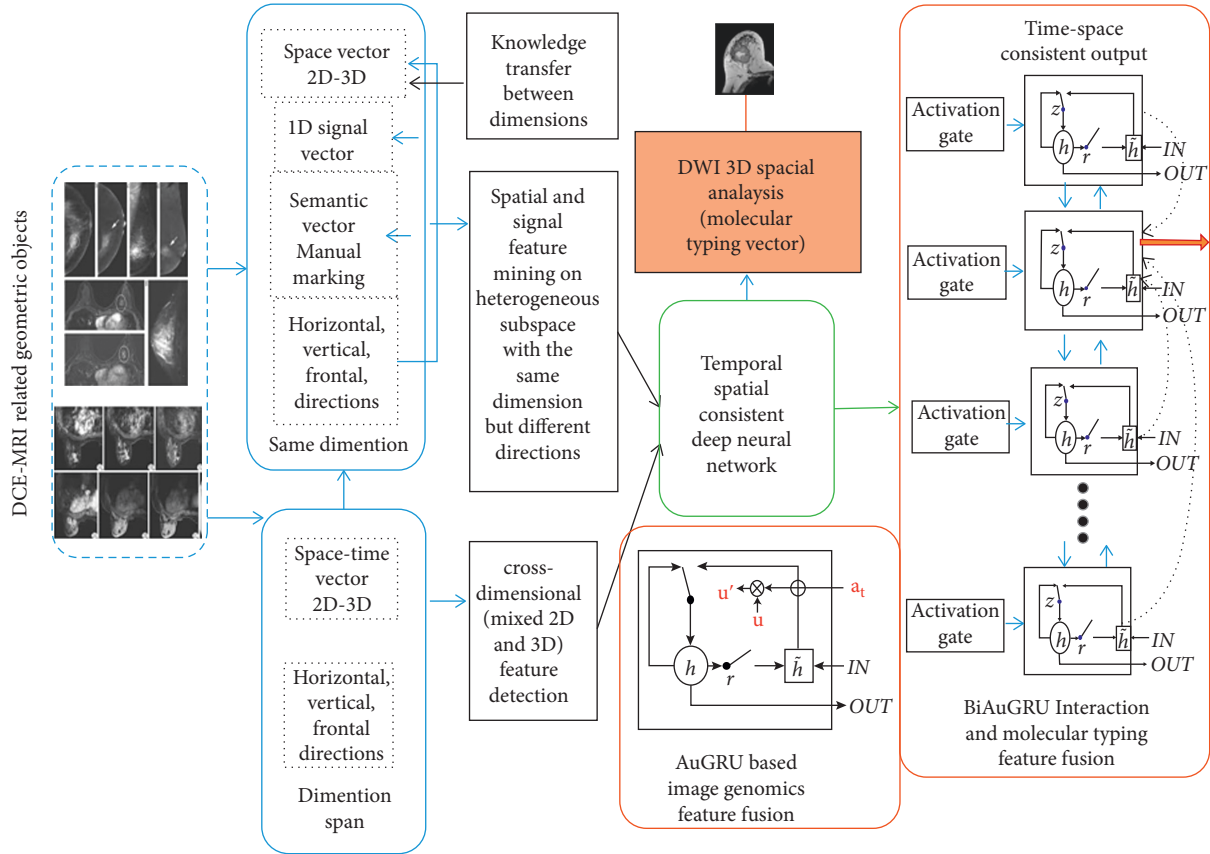 DCE-MRI related geometric objects
Space vector
2D-3D
1D signal
vector
Semantic
vector
Manual
marking
Horizontal,
vertical,
frontal,
directions
Same dimention
Space-time
vector
2D-3D
Horizontal,
vertical,
frontal
directions
Dimention
span
Knowledge
transfer
between
dimensions
Spatial and
signal
feature
mining on
heterogeneous
subspace
with the
same
dimension
but different
directions
cross-
dimensional
(mixed 2D
and 3D)
feature
detection
DWI 3D spacial
analaysis
(molecular
typing vector)
Temporal
spatial
consistent
deep neural
network
u′
u
a_t
h
r
h̃
IN
OUT
AuGRU based
image genomics
feature fusion
Time-space
consistent output
Activation
gate
z
h
r
h̃
IN
OUT
Activation
gate
z
h
r
h̃
IN
OUT
Activation
gate
z
h
r
h̃
IN
OUT
Activation
gate
z
h
r
h̃
IN
OUT
BiAuGRU Interaction
and molecular typing
feature fusion